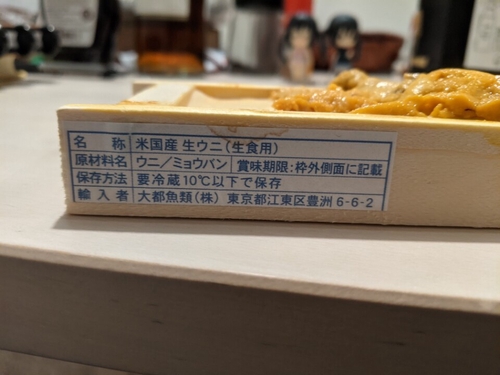 名称 米国産 生ウニ(生食用)
原材料名 ウニ/ミョウバン 賞味期限:枠外側面に記載
保存方法 要冷蔵10℃以下で保存
輸入者 大都魚類(株) 東京都江東区豊洲 6-6-2